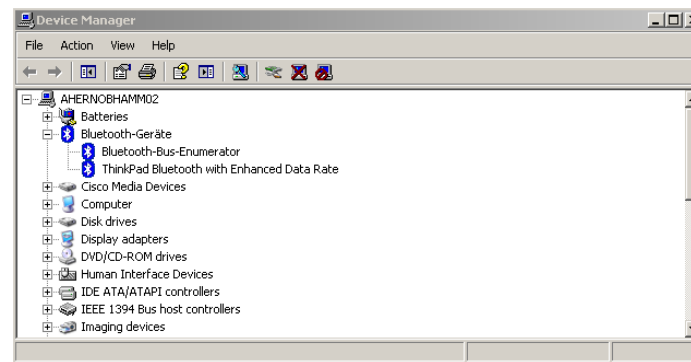 Device Manager
File Action View Help
AHERNOBHAMM02
Batteries
Bluetooth-Geräte
Bluetooth-Bus-Enumerator
ThinkPad Bluetooth with Enhanced Data Rate
Cisco Media Devices
Computer
Disk drives
Display adapters
DVD/CD-ROM drives
Human Interface Devices
IDE ATA/ATAPI controllers
IEEE 1394 Bus host controllers
Imaging devices